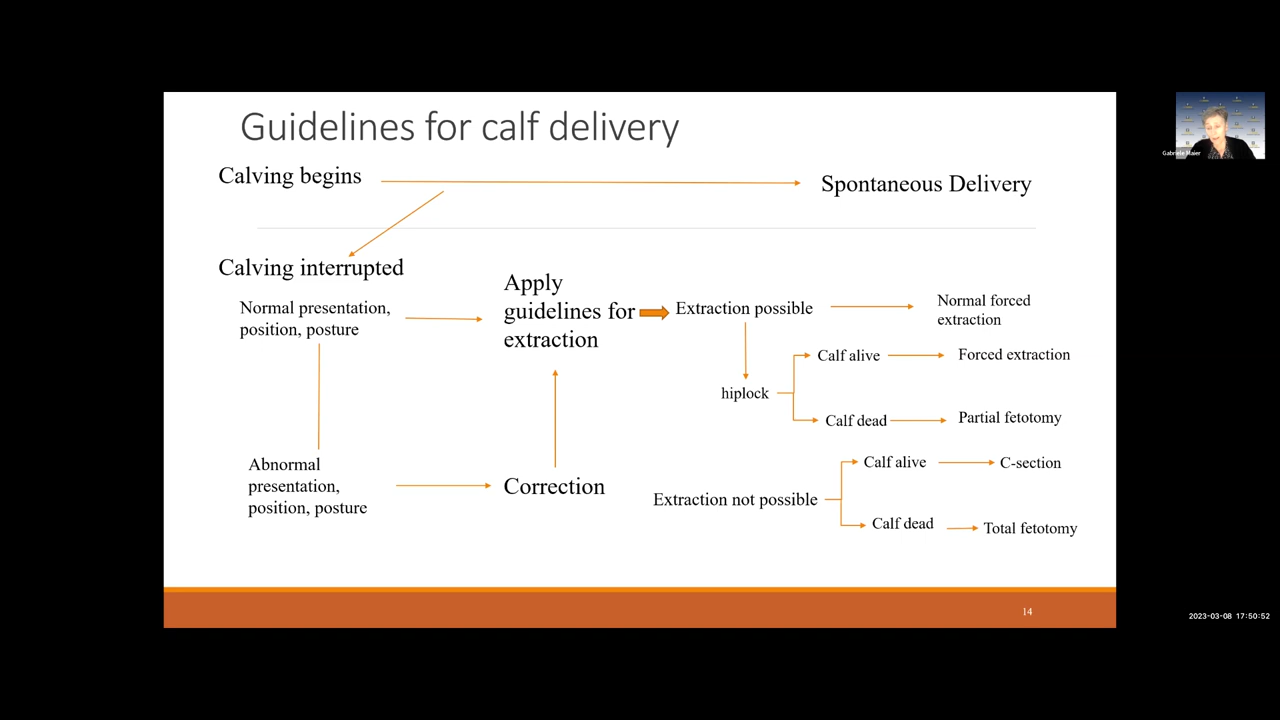 Guidelines for calf delivery
Calving begins
Spontaneous Delivery
Calving interrupted
Normal presentation,
position, posture
Apply
guidelines for
extraction
Extraction possible
Normal forced
extraction
hiplock
Calf alive
Forced extraction
Calf dead
Partial fetotomy
Abnormal
presentation,
position, posture
Correction
Extraction not possible
Calf alive
C-section
Calf dead
Total fetotomy
14
Gabriele Maier
2023-03-08 17:50:52